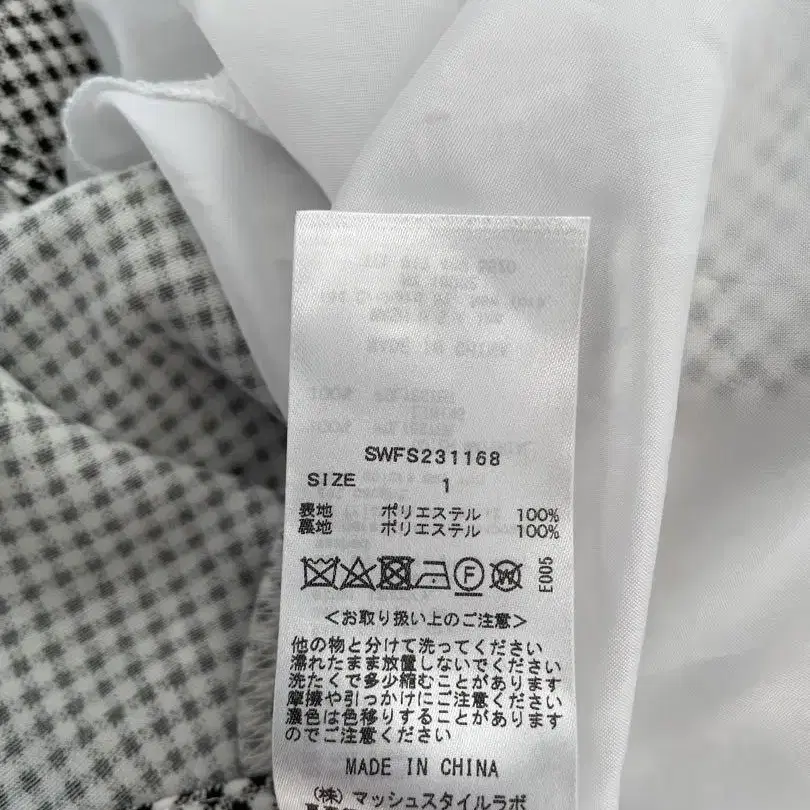 SWFS231168
SIZE 1
表地 ポリエステル 100%
裏地 ポリエステル 100%
E005
<お取り扱い上のご注意>
他の物と分けて洗ってください
濡れたまま放置しないでください
洗たくで多少縮むことがあります
摩擦や引っかけにご注意ください
濃色は色移りすることがあります
のでご注意ください
MADE IN CHINA
(株)マッシュスタイルラボ